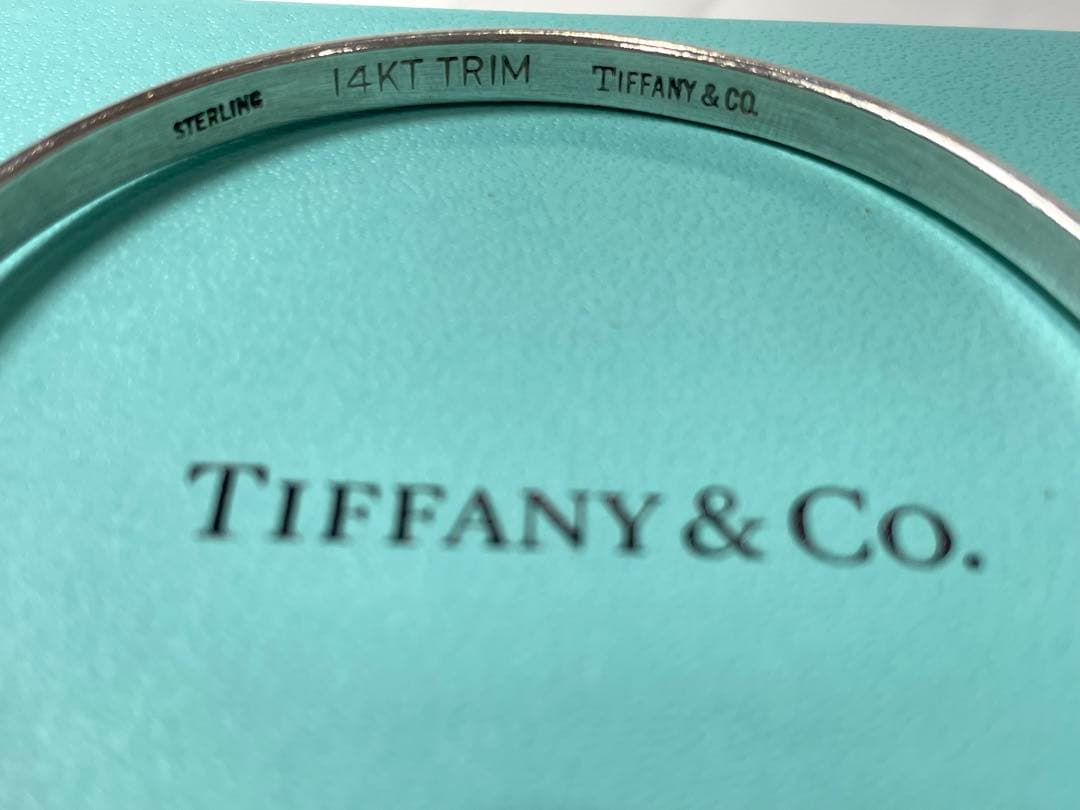 STERLING 14KT TRIM TIFFANY & CO.
TIFFANY & CO.